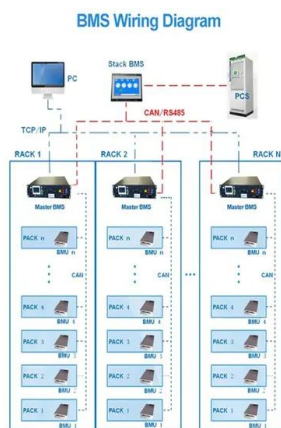 BMS Wiring Diagram
PC
Stack BMS
PCS
CAN/RS485
TCP/IP
RACK 1
RACK 2
RACK N
Master BMS
Master BMS
Master BMS
PACK n
PACK n
PACK n
BMU n
BMU n
BMU n
CAN
CAN
CAN
PACK 4
PACK 4
PACK 4
BMU 4
BMU 4
BMU 4
PACK 3
PACK 3
PACK 3
BMU 3
BMU 3
BMU 3
PACK 2
PACK 2
PACK 2
BMU 2
BMU 2
BMU 2
PACK 1
PACK 1
PACK 1
BMU 1
BMU 1
BMU 1